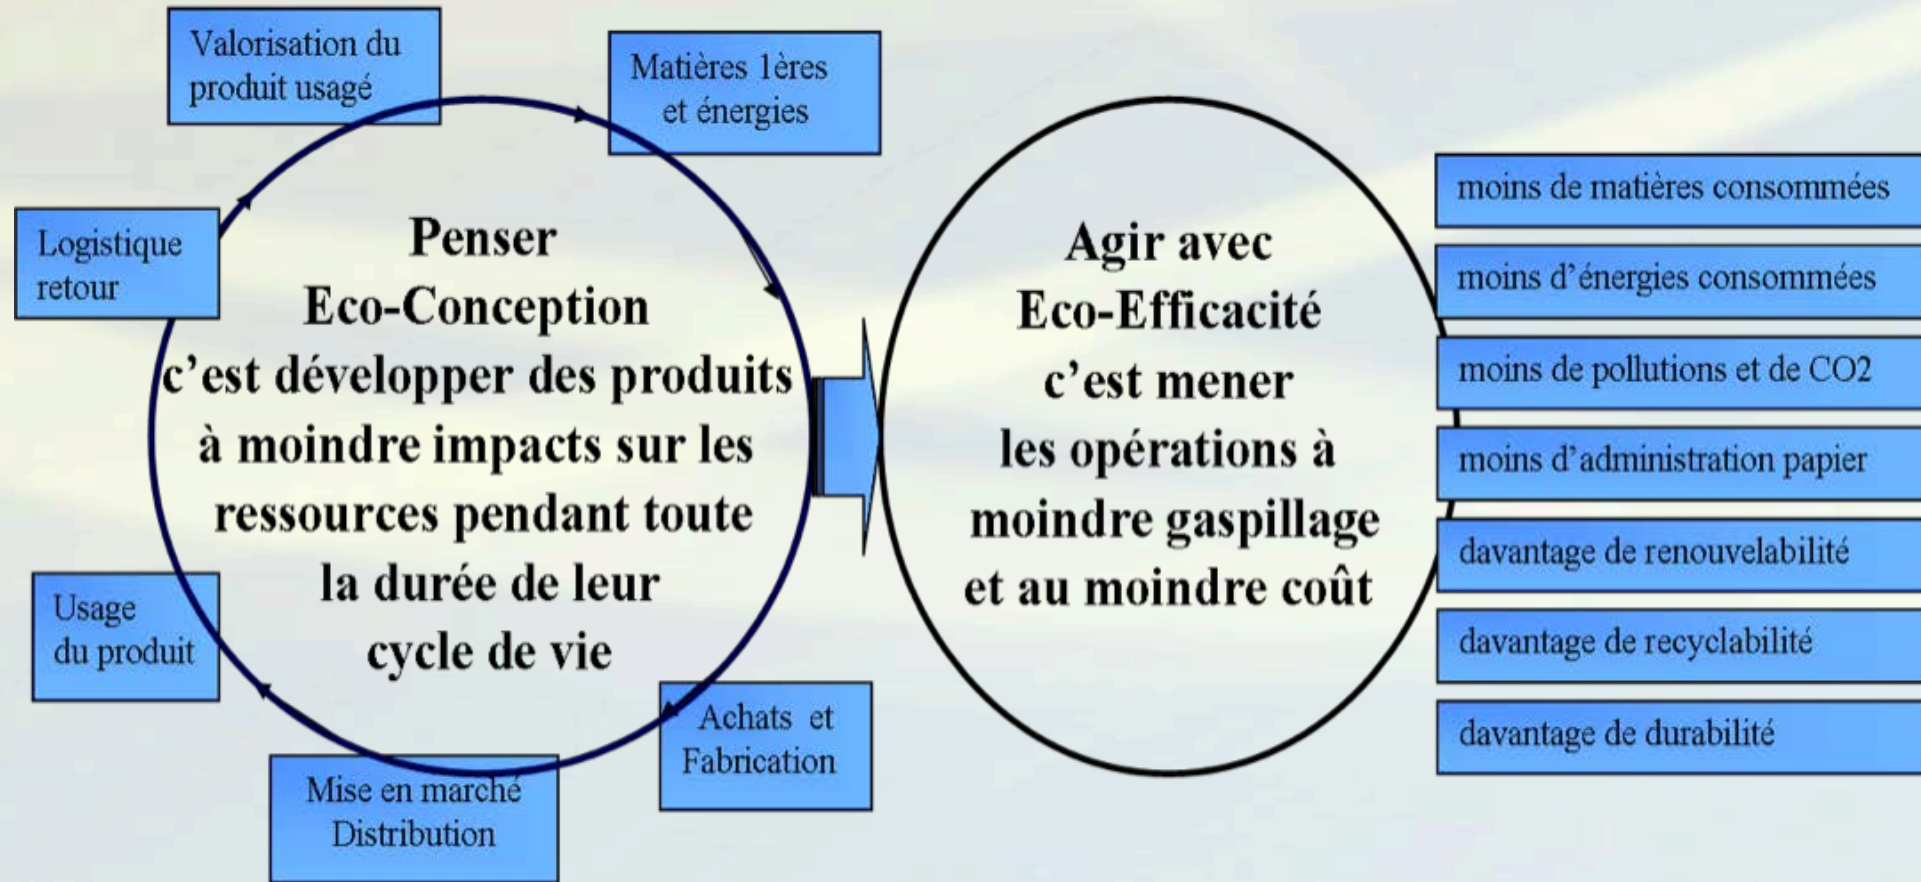 Valorisation du
produit usagé
Matières 1ères
et énergies
Logistique
retour
Penser
Eco-Conception
c'est développer des produits
à moindre impacts sur les
ressources pendant toute
la durée de leur
cycle de vie
Usage
du produit
Mise en marché
Distribution
Achats et
Fabrication
Agir avec
Eco-Efficacité
c'est mener
les opérations à
moindre gaspillage
et au moindre coût
moins de matières consommées
moins d'énergies consommées
moins de pollutions et de CO2
moins d'administration papier
davantage de renouvelabilité
davantage de recyclabilité
davantage de durabilité